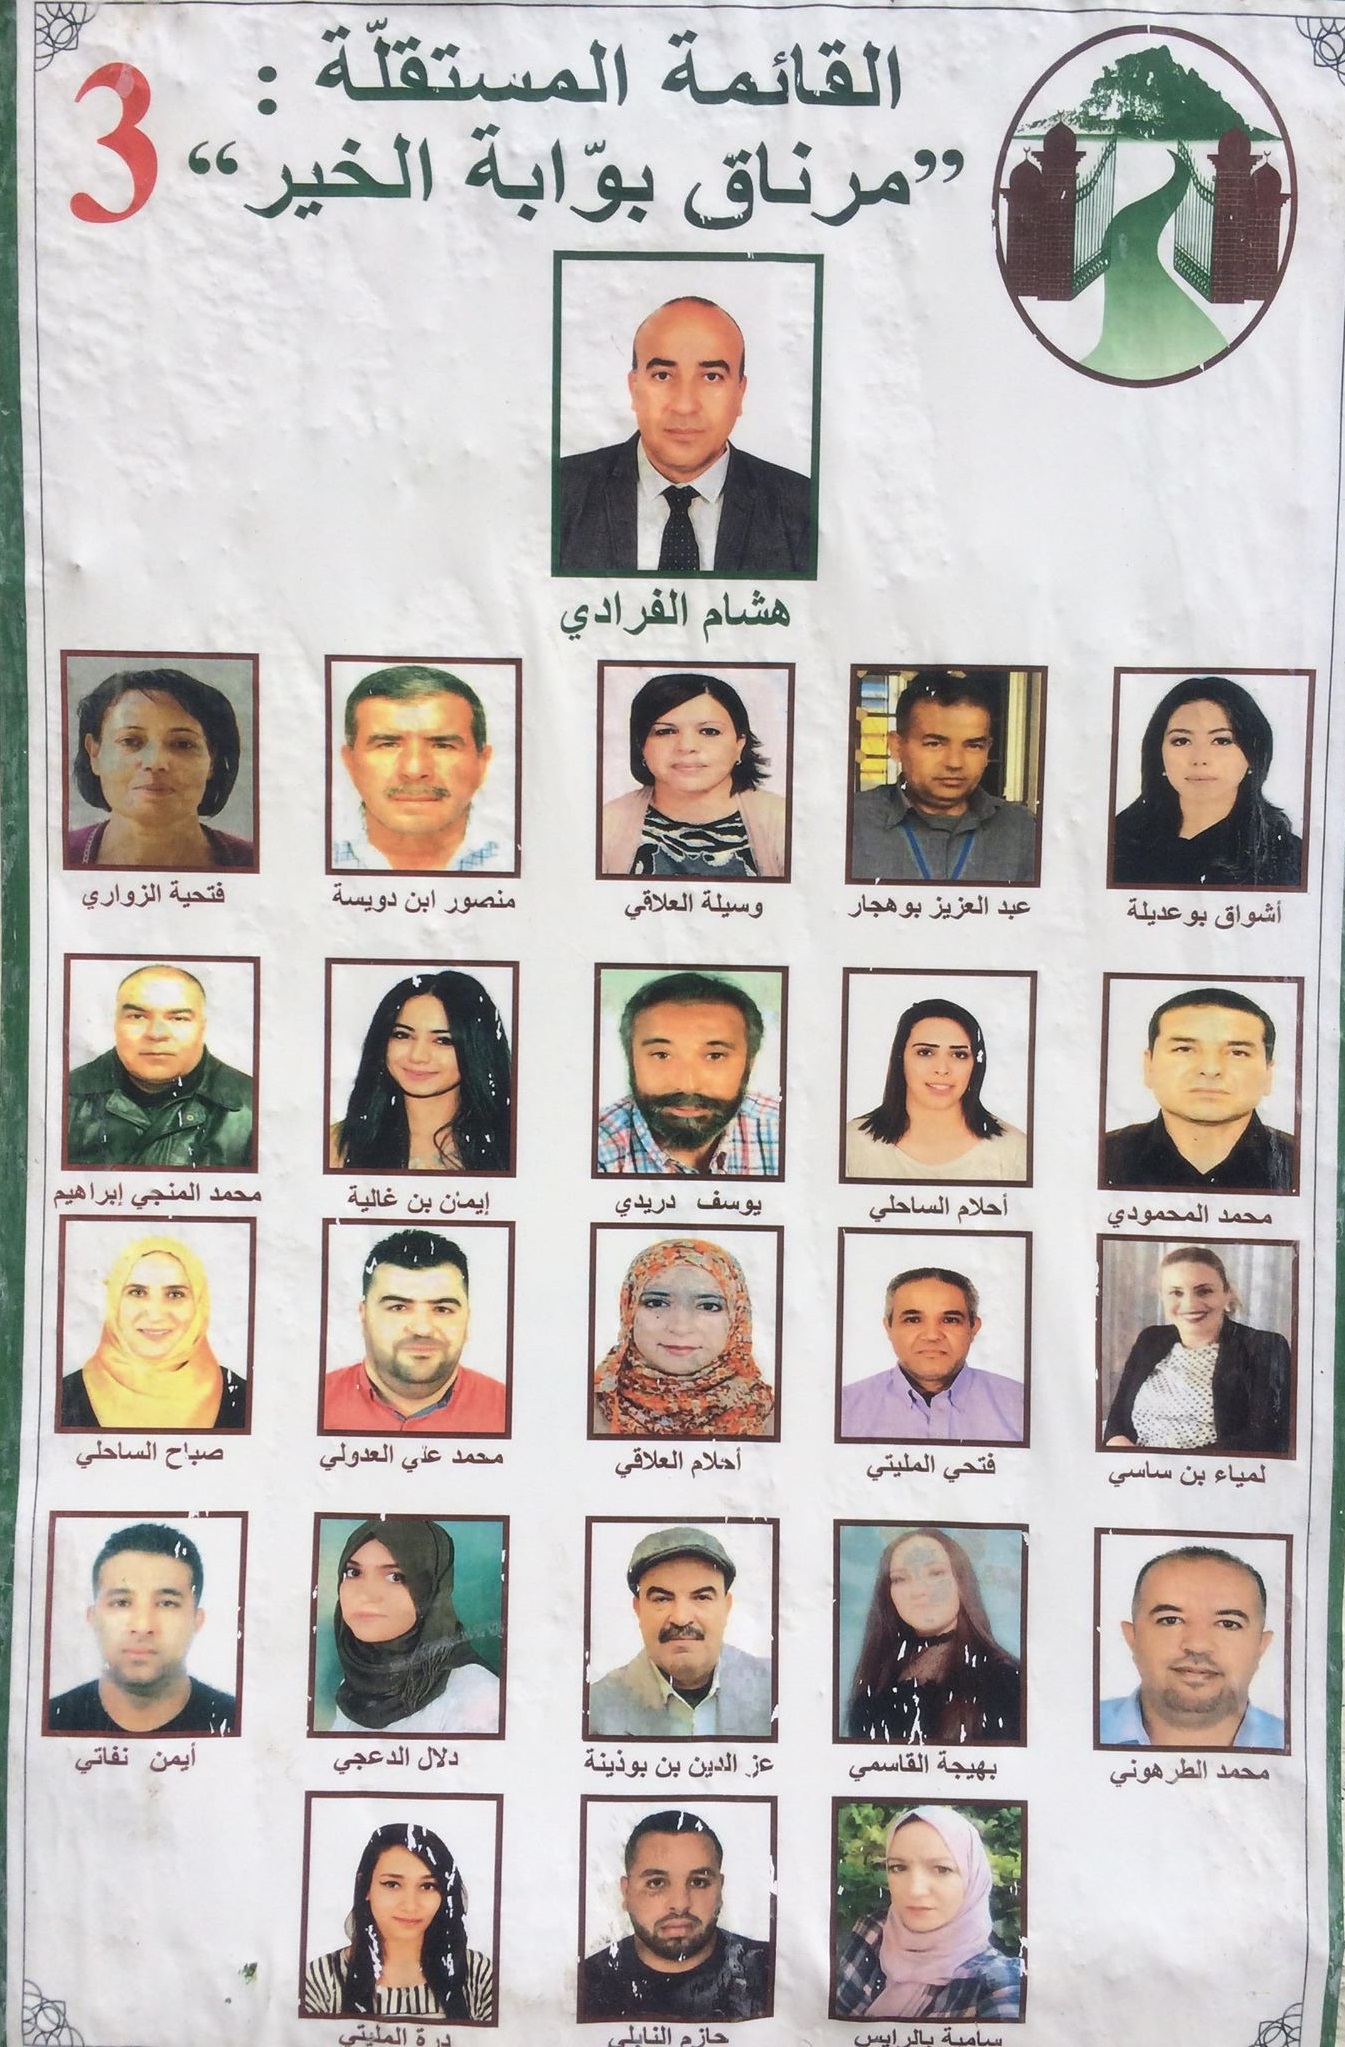 القائمة المستقلّة :
3
”مرناق بوّابة الخير“
هشام الفرادي
أشواق بوعديلة
عبد العزيز بوهجار
وسيلة العلاقي
منصور ابن دويسة
فتحية الزواري
محمد المحمودي
أحلام الساحلي
يوسف دريدي
إيمان بن غالية
محمد المنجي إبراهيم
لمياء بن ساسي
فتحي المليتي
أحلام العلاقي
محمد علي العدولي
صباح الساحلي
محمد الطرهوني
بهيجة القاسمي
عز الدين بن بوذينة
دلال الدعجي
أيمن نفاتي
سامية بالرايس
حازم النابلي
درة المليتي